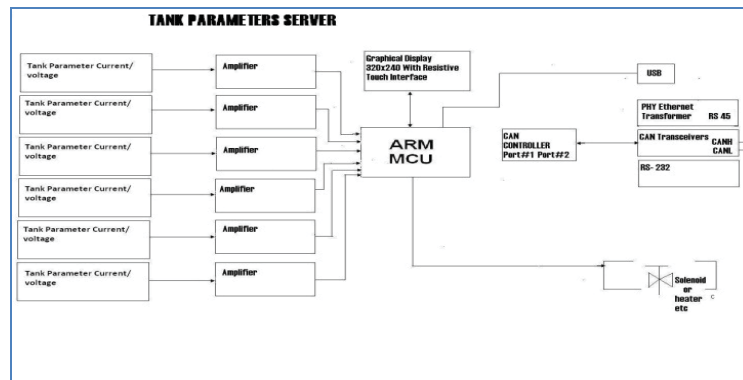 TANK PARAMETERS SERVER
Tank Parameter Current/
voltage
Amplifier
Tank Parameter Current/
voltage
Amplifier
Tank Parameter Current/
voltage
Amplifier
Tank Parameter Current/
voltage
Amplifier
Tank Parameter Current/
voltage
Amplifier
Tank Parameter Current/
voltage
Amplifier
Graphical Display
320x240 With Resistive
Touch Interface
ARM
MCU
CAN
CONTROLLER
Port##1 Port##2
USB
PHY Ethernet
Transformer RS 45
CAN Transceivers
CANH
CANL
RS- 232
Solenoid
or
heater
etc
C